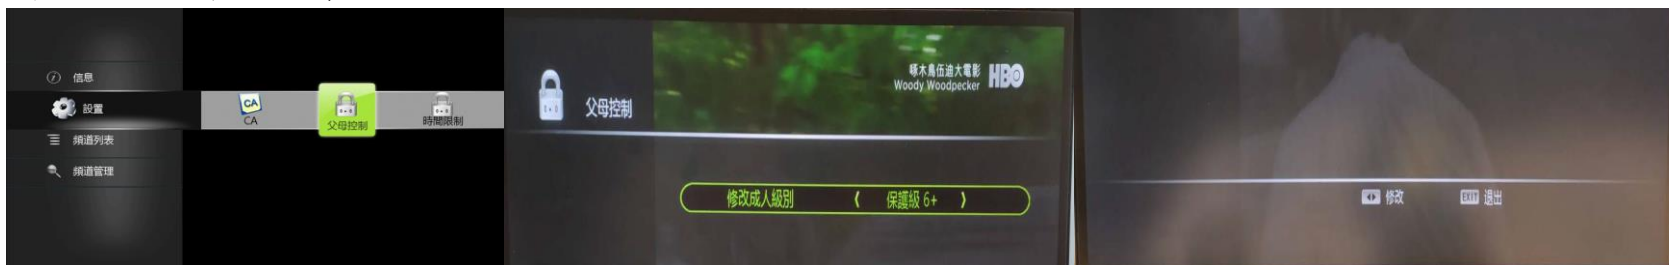 信息
設置
頻道列表
頻道管理
CA
CA
父母控制
時間限制
父母控制
啄木鳥伍迪大電影
Woody Woodpecker
HBO
修改成人級別
保護級 6+
修改
EXIT 退出